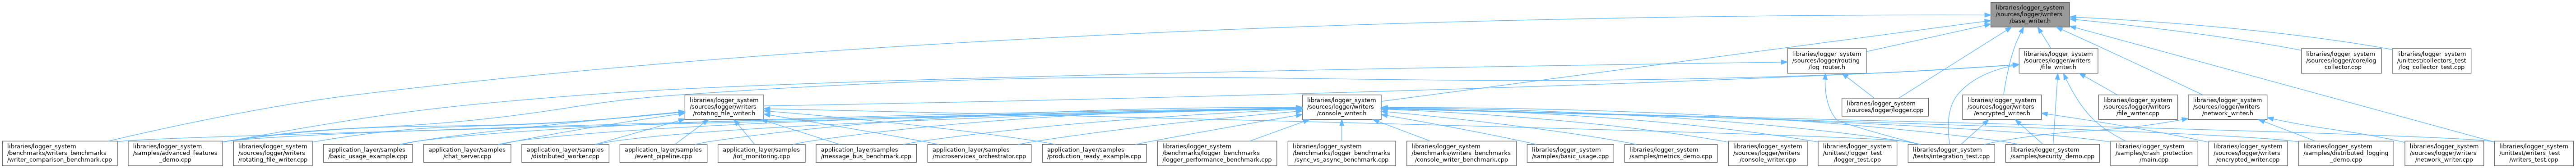 libraries/logger_system
/sources/logger/writers
/base_writer.h
libraries/logger_system
/sources/logger/routing
/log_router.h
libraries/logger_system
/sources/logger/writers
/file_writer.h
libraries/logger_system
/sources/logger/core/log
_collector.cpp
libraries/logger_system
/unittest/collectors_test
/log_collector_test.cpp
libraries/logger_system
/sources/logger/writers
/rotating_file_writer.h
libraries/logger_system
/sources/logger/writers
/console_writer.h
libraries/logger_system
/sources/logger/logger.cpp
libraries/logger_system
/sources/logger/writers
/encrypted_writer.h
libraries/logger_system
/sources/logger/writers
/file_writer.cpp
libraries/logger_system
/sources/logger/writers
/network_writer.h
libraries/logger_system
/benchmarks/writers_benchmarks
/writer_comparison_benchmark.cpp
libraries/logger_system
/samples/advanced_features
_demo.cpp
libraries/logger_system
/sources/logger/writers
/rotating_file_writer.cpp
application_layer/samples
/basic_usage_example.cpp
application_layer/samples
/chat_server.cpp
application_layer/samples
/distributed_worker.cpp
application_layer/samples
/event_pipeline.cpp
application_layer/samples
/iot_monitoring.cpp
application_layer/samples
/message_bus_benchmark.cpp
application_layer/samples
/microservices_orchestrator.cpp
application_layer/samples
/production_ready_example.cpp
libraries/logger_system
/benchmarks/logger_benchmarks
/logger_performance_benchmark.cpp
libraries/logger_system
/benchmarks/logger_benchmarks
/sync_vs_async_benchmark.cpp
libraries/logger_system
/benchmarks/writers_benchmarks
/console_writer_benchmark.cpp
libraries/logger_system
/samples/basic_usage.cpp
libraries/logger_system
/samples/metrics_demo.cpp
libraries/logger_system
/sources/logger/writers
/console_writer.cpp
libraries/logger_system
/unittest/logger_test
/logger_test.cpp
libraries/logger_system
/tests/integration_test.cpp
libraries/logger_system
/samples/security_demo.cpp
libraries/logger_system
/samples/crash_protection
/main.cpp
libraries/logger_system
/sources/logger/writers
/encrypted_writer.cpp
libraries/logger_system
/samples/distributed_logging
_demo.cpp
libraries/logger_system
/sources/logger/writers
/network_writer.cpp
libraries/logger_system
/unittest/writers_test
/writers_test.cpp